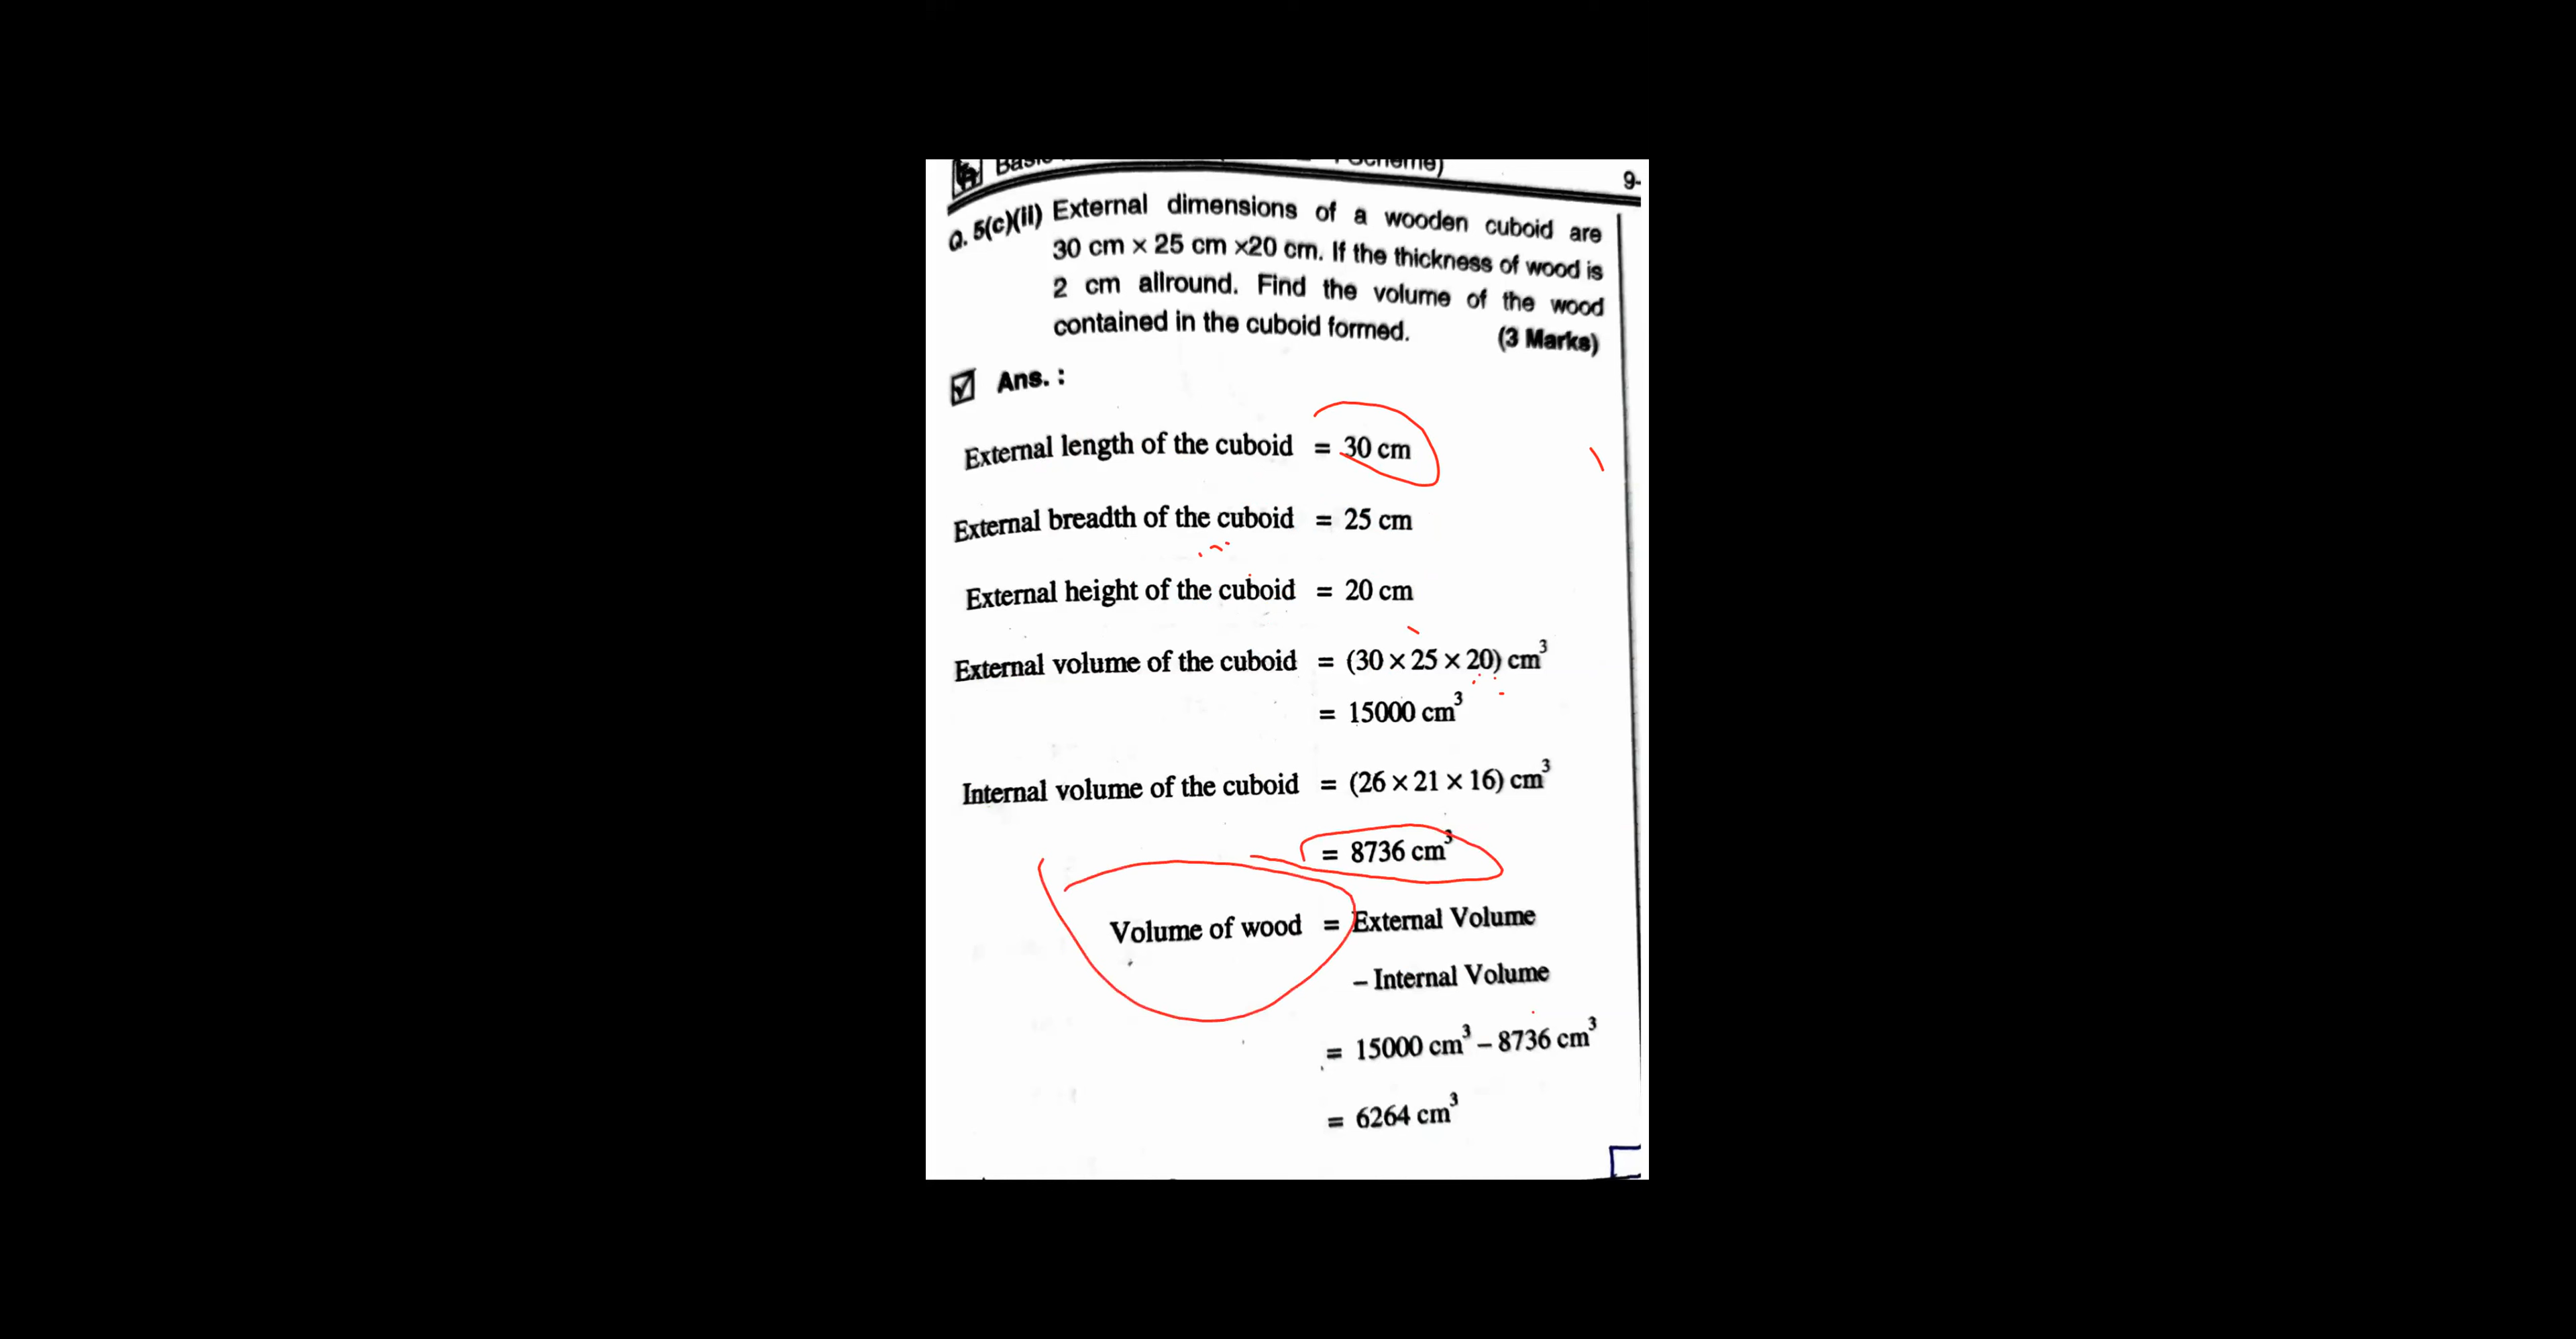 9-
Q. 5(c)(ii) External dimensions of a wooden cuboid are
30 cm × 25 cm ×20 cm. If the thickness of wood is
2 cm allround. Find the volume of the wood
contained in the cuboid formed. (3 Marks)
Ans. :
External length of the cuboid = 30 cm
External breadth of the cuboid = 25 cm
External height of the cuboid = 20 cm
External volume of the cuboid = (30 × 25 × 20) cm³
= 15000 cm³
Internal volume of the cuboid = (26 × 21 × 16) cm³
= 8736 cm³
Volume of wood = External Volume
– Internal Volume
= 15000 cm³ – 8736 cm³
= 6264 cm³